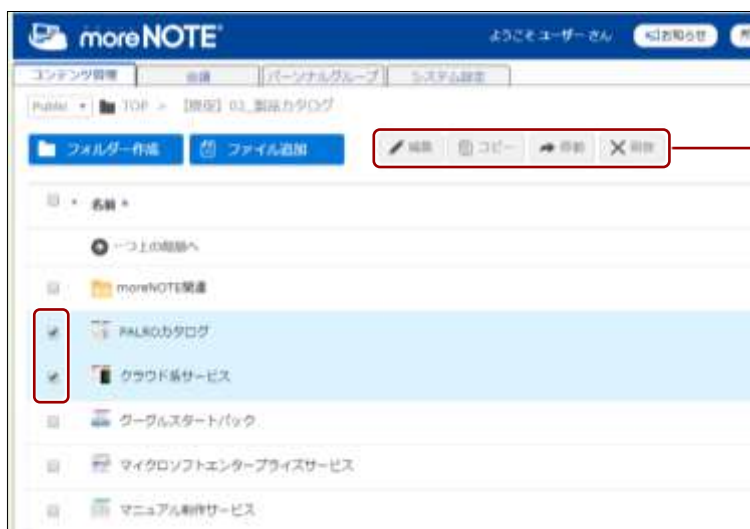 moreNOTE ようこそ ユーザー さん お知らせ
コンテンツ管理 会議 パーソナルグループ システム設定
Public TOP > 【機密】03_製品カタログ
フォルダー作成 ファイル追加 編集 コピー 移動 削除
名前
一つ上の階層へ
moreNOTE関連
PALROカタログ
クラウド系サービス
グーグルスタートパック
マイクロソフトエンタープライズサービス
マニュアル制作サービス